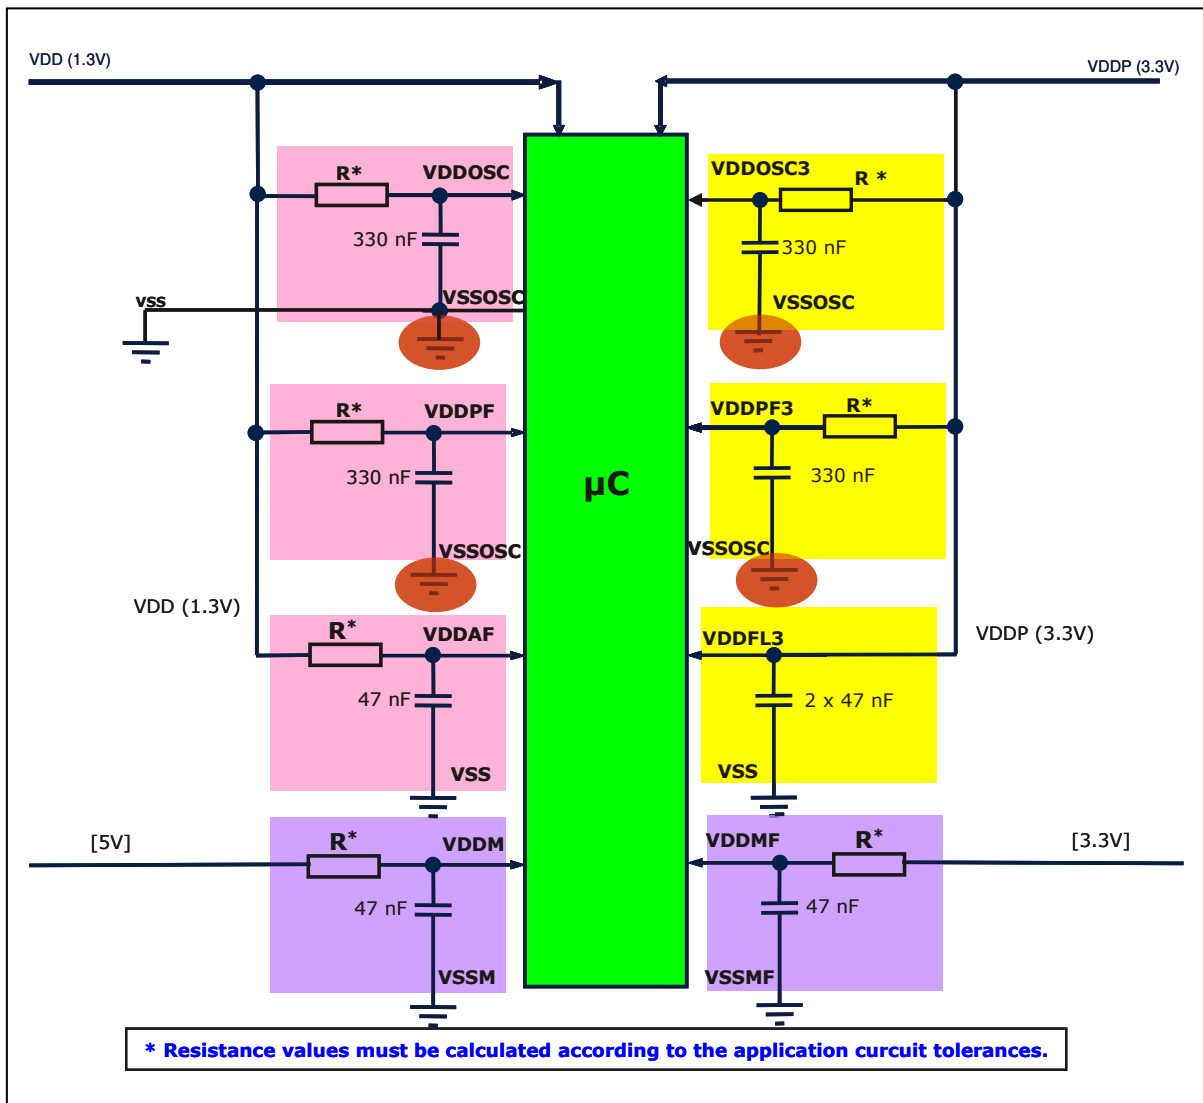 VDD (1.3V)
VDDP (3.3V)
R*
VDDOSC
330 nF
VSSOSC
vss
VDDOSC3
R *
330 nF
VSSOSC
R*
VDDPF
330 nF
VSSOSC
VDDPF3
R*
330 nF
VSSOSC
µC
VDD (1.3V)
VDDP (3.3V)
R*
VDDAF
47 nF
VSS
VDDFL3
2 x 47 nF
VSS
[5V]
R*
VDDM
47 nF
VSSM
VDDMF
R*
[3.3V]
47 nF
VSSMF
* Resistance values must be calculated according to the application curcuit tolerances.